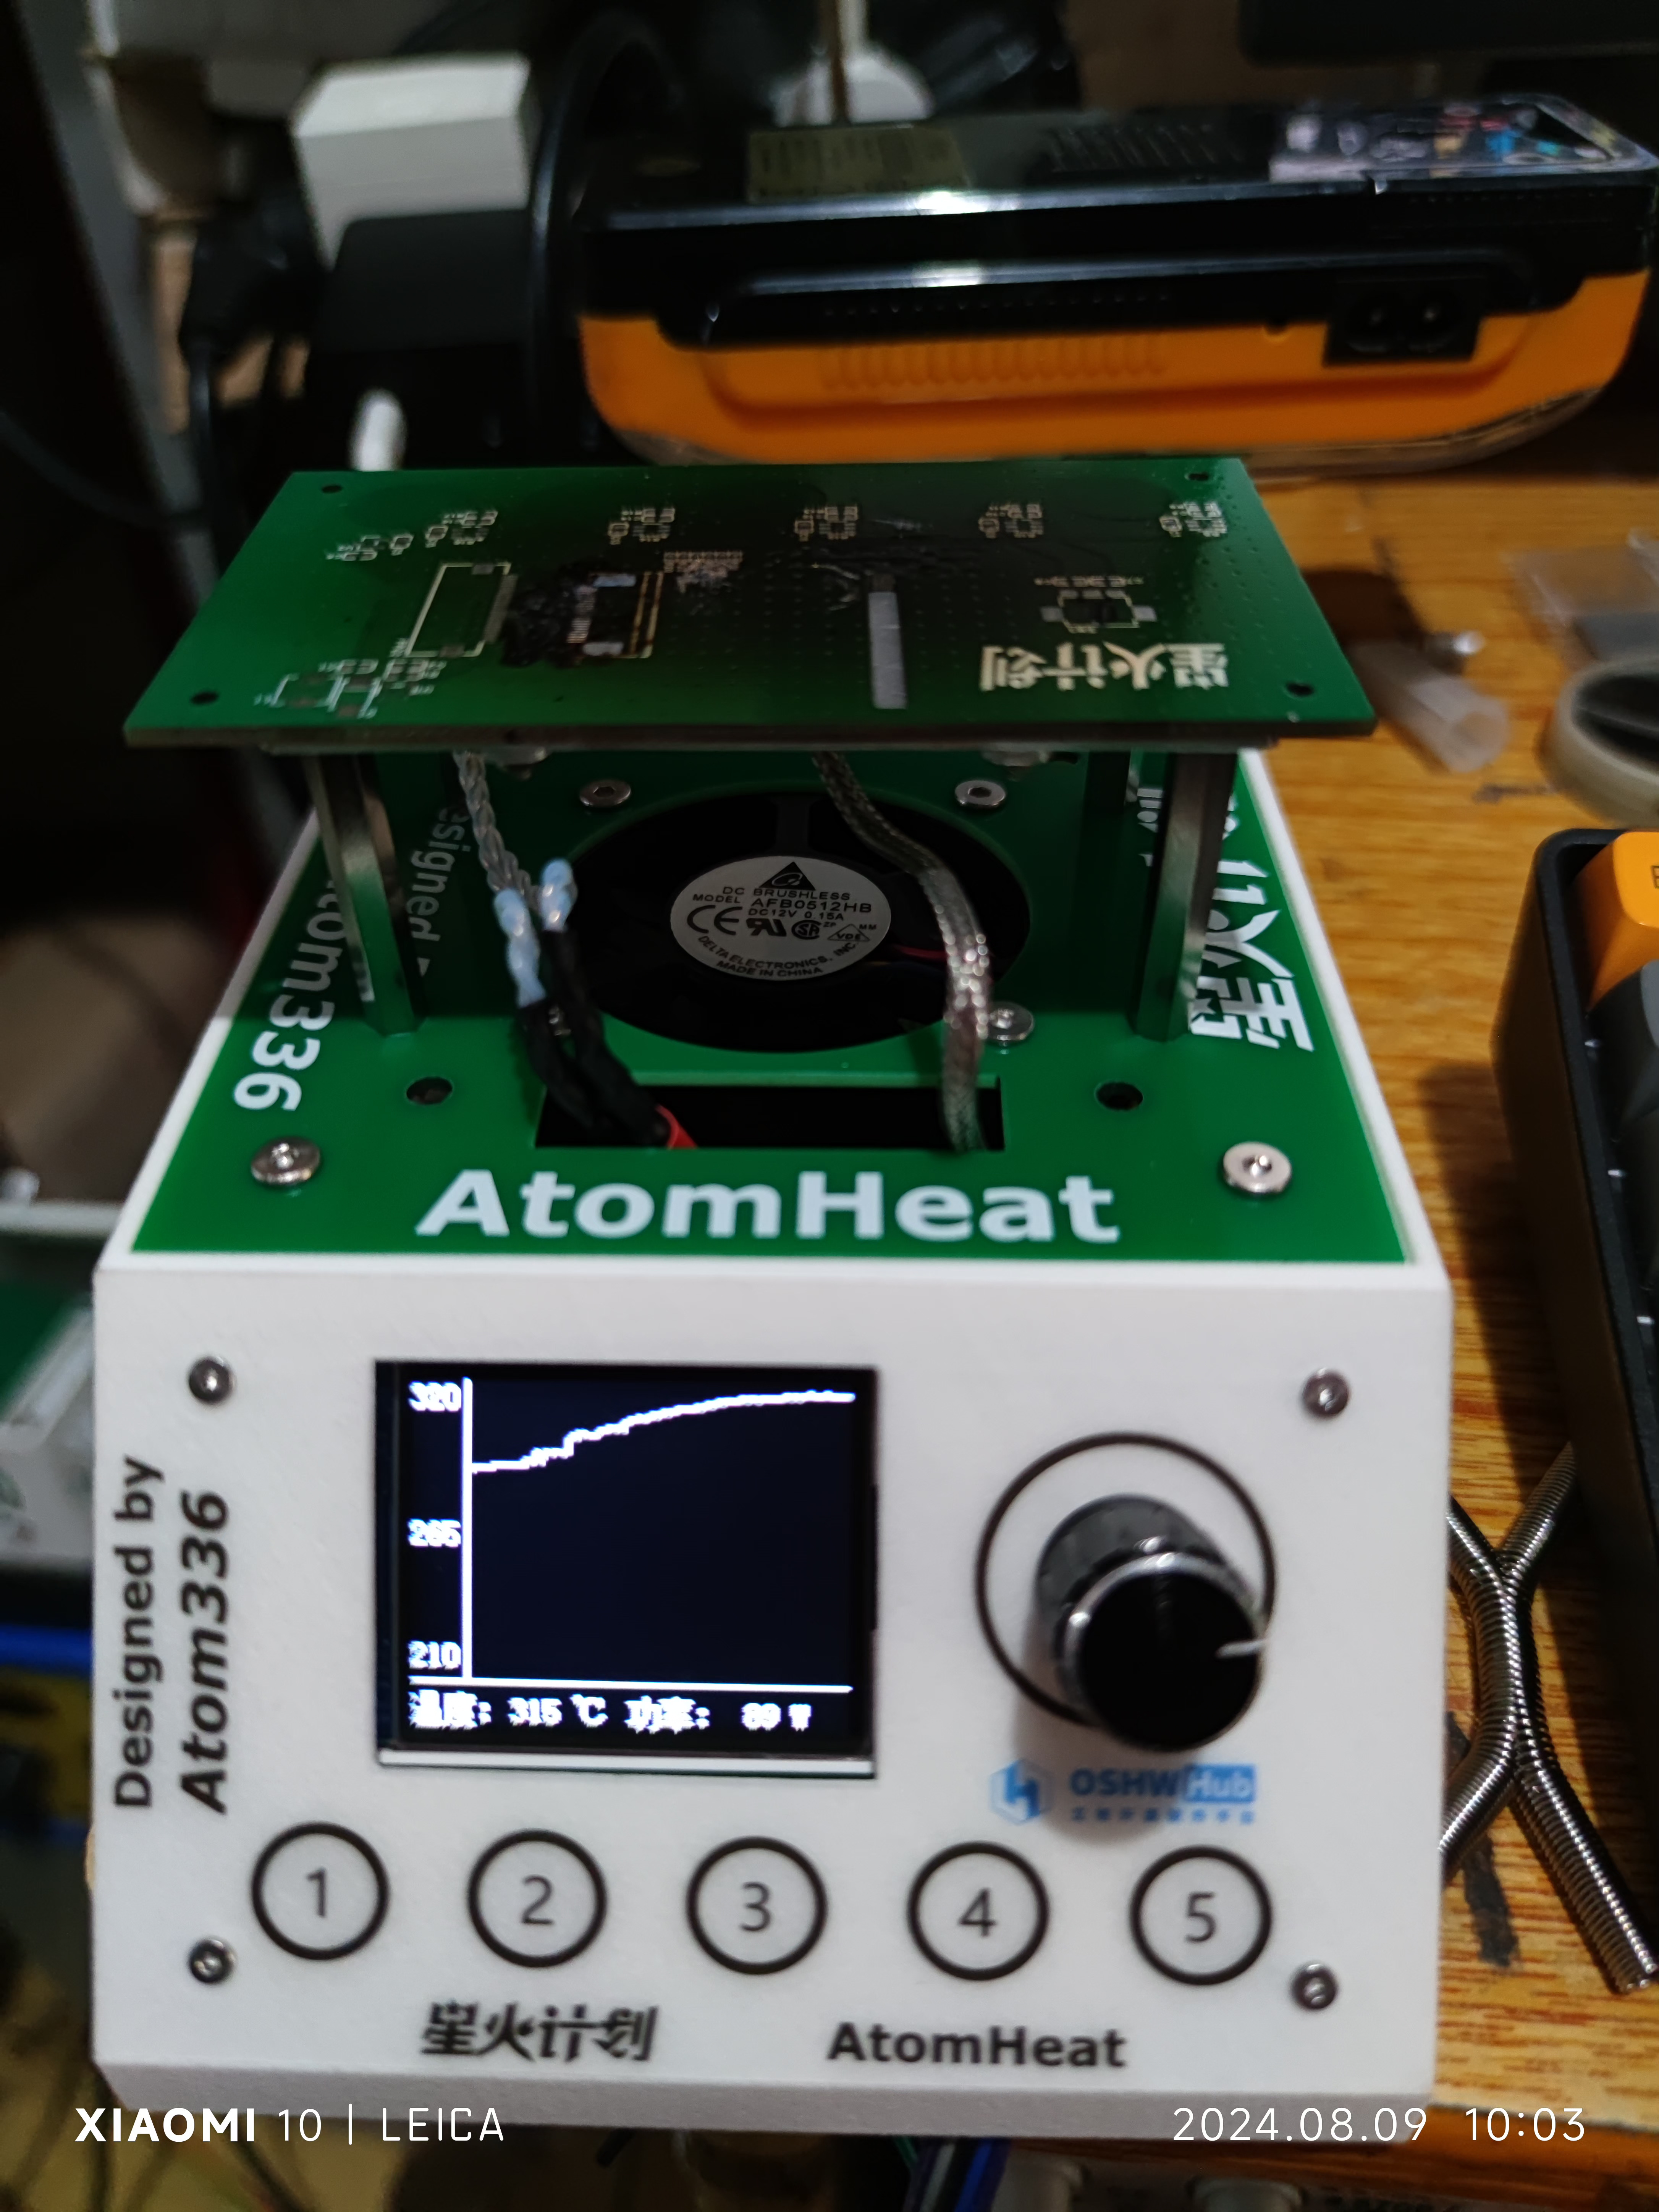 星火计划
DC BRUSHLESS
MODEL AFB0512HB
DC12V 0.15A
DELTA ELECTRONICS, INC.
MADE IN CHINA
Atom336
AtomHeat
Designed by
Atom336
320
265
210
温度: 315 ℃ 功率: 89 W
OSHWHub
1
2
3
4
5
星火计划
AtomHeat
XIAOMI 10 | LEICA
2024.08.09 10:03